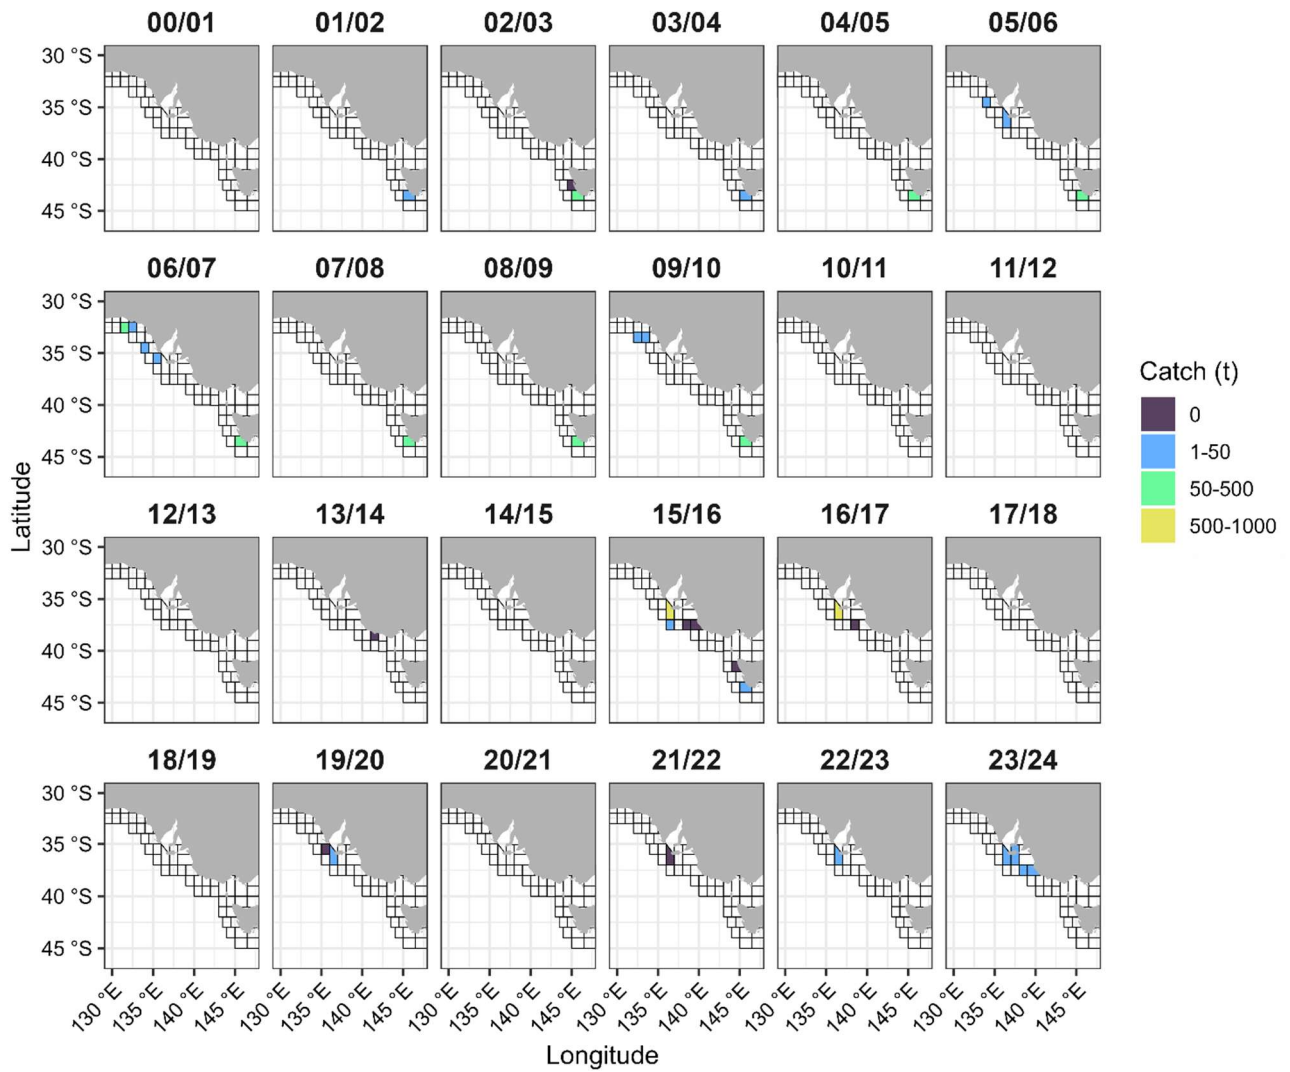 00/01 01/02 02/03 03/04 04/05 05/06
30 °S
35 °S
40 °S
45 °S
06/07 07/08 08/09 09/10 10/11 11/12
30 °S
35 °S
40 °S
45 °S
12/13 13/14 14/15 15/16 16/17 17/18
30 °S
35 °S
40 °S
45 °S
18/19 19/20 20/21 21/22 22/23 23/24
30 °S
35 °S
40 °S
45 °S
130 °E 135 °E 140 °E 145 °E 130 °E 135 °E 140 °E 145 °E 130 °E 135 °E 140 °E 145 °E 130 °E 135 °E 140 °E 145 °E 130 °E 135 °E 140 °E 145 °E 130 °E 135 °E 140 °E 145 °E
Longitude
Latitude
Catch (t)
0
1-50
50-500
500-1000